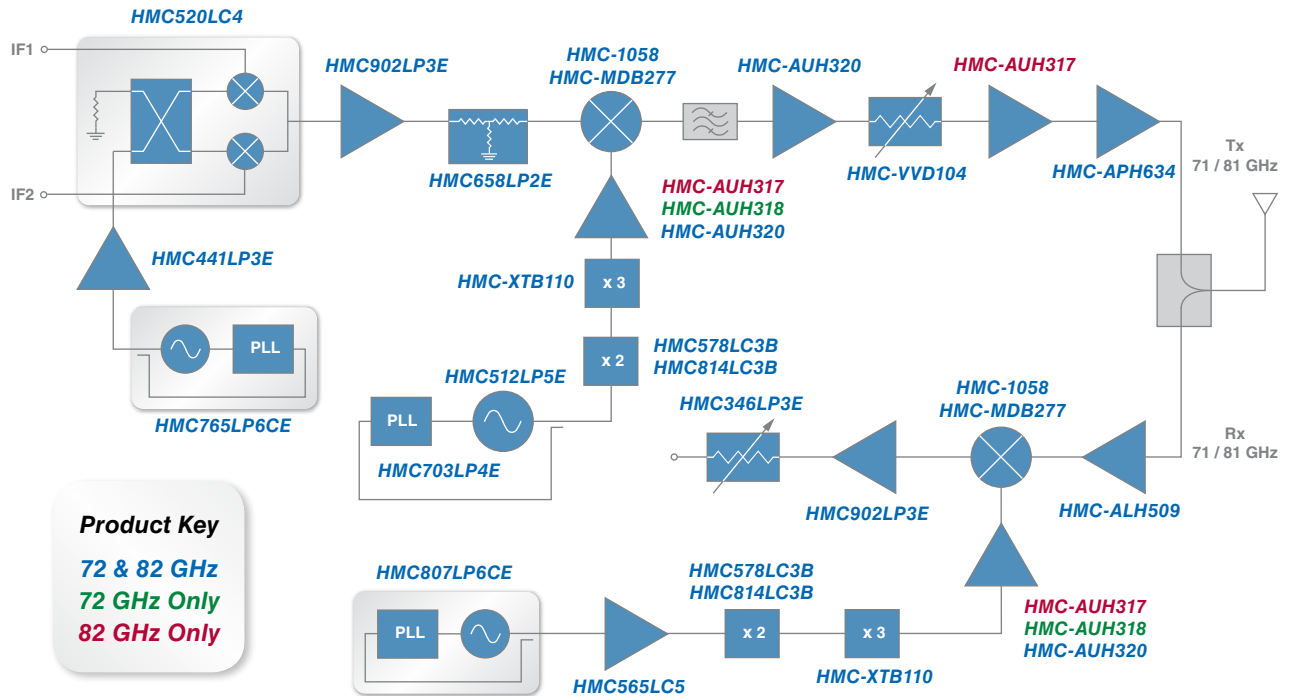 HMC520LC4
IF1
IF2
HMC902LP3E
HMC658LP2E
HMC-1058
HMC-MDB277
HMC-AUH320
HMC-VVD104
HMC-AUH317
HMC-APH634
Tx
71 / 81 GHz
HMC441LP3E
HMC-AUH317
HMC-AUH318
HMC-AUH320
HMC-XTB110
x 3
x 2
HMC578LC3B
HMC814LC3B
PLL
HMC765LP6CE
HMC512LP5E
PLL
HMC703LP4E
HMC346LP3E
HMC902LP3E
HMC-1058
HMC-MDB277
HMC-ALH509
Rx
71 / 81 GHz
Product Key
72 & 82 GHz
72 GHz Only
82 GHz Only
HMC807LP6CE
PLL
HMC565LC5
HMC578LC3B
HMC814LC3B
x 2
x 3
HMC-XTB110
HMC-AUH317
HMC-AUH318
HMC-AUH320